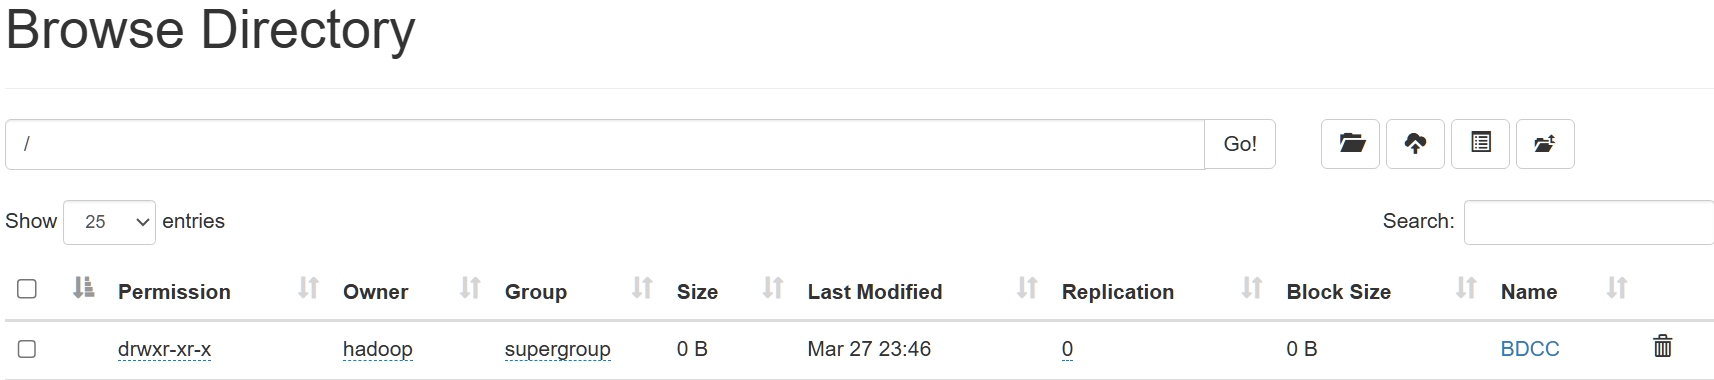 Browse Directory
/ Go!
Show 25 entries Search:
Permission Owner Group Size Last Modified Replication Block Size Name
drwxr-xr-x hadoop supergroup 0 B Mar 27 23:46 0 0 B BDCC